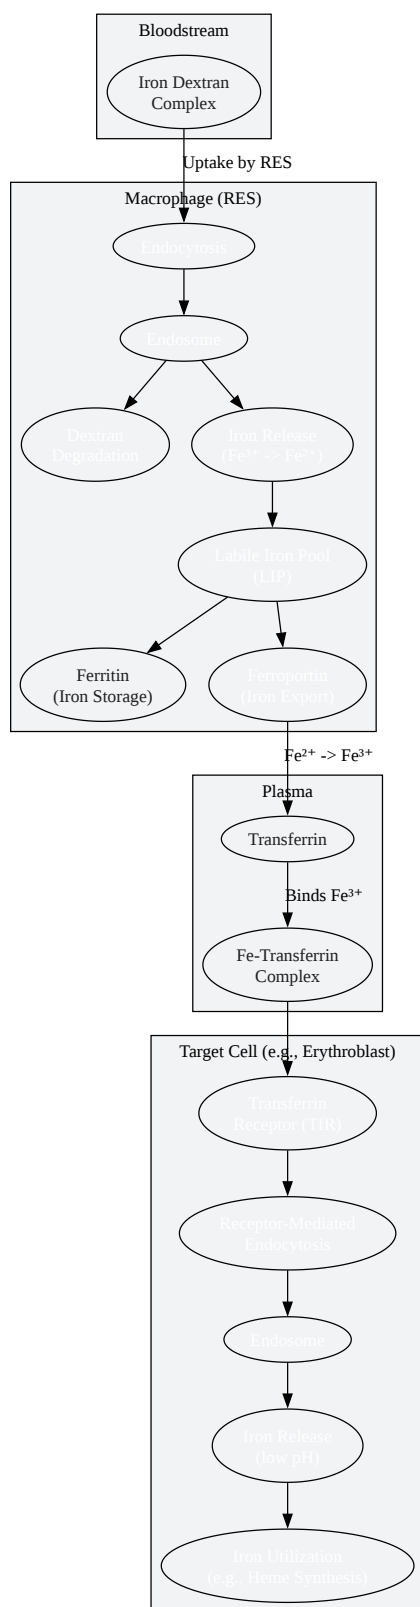 Bloodstream
Iron Dextran
Complex
Uptake by RES
Macrophage (RES)
Endocytosis
Endosome
Dextran
Degradation
Iron Release
(Fe³⁺ -> Fe²⁺)
Labile Iron Pool
(LIP)
Ferritin
(Iron Storage)
Ferroportin
(Iron Export)
Fe²⁺ -> Fe³⁺
Plasma
Transferrin
Binds Fe³⁺
Fe-Transferrin
Complex
Target Cell (e.g., Erythroblast)
Transferrin
Receptor (TfR)
Receptor-Mediated
Endocytosis
Endosome
Iron Release
(low pH)
Iron Utilization
(e.g., Heme Synthesis)